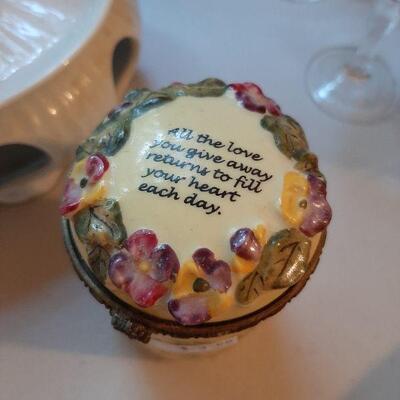 All the love
you give away
returns to fill
your heart
each day.